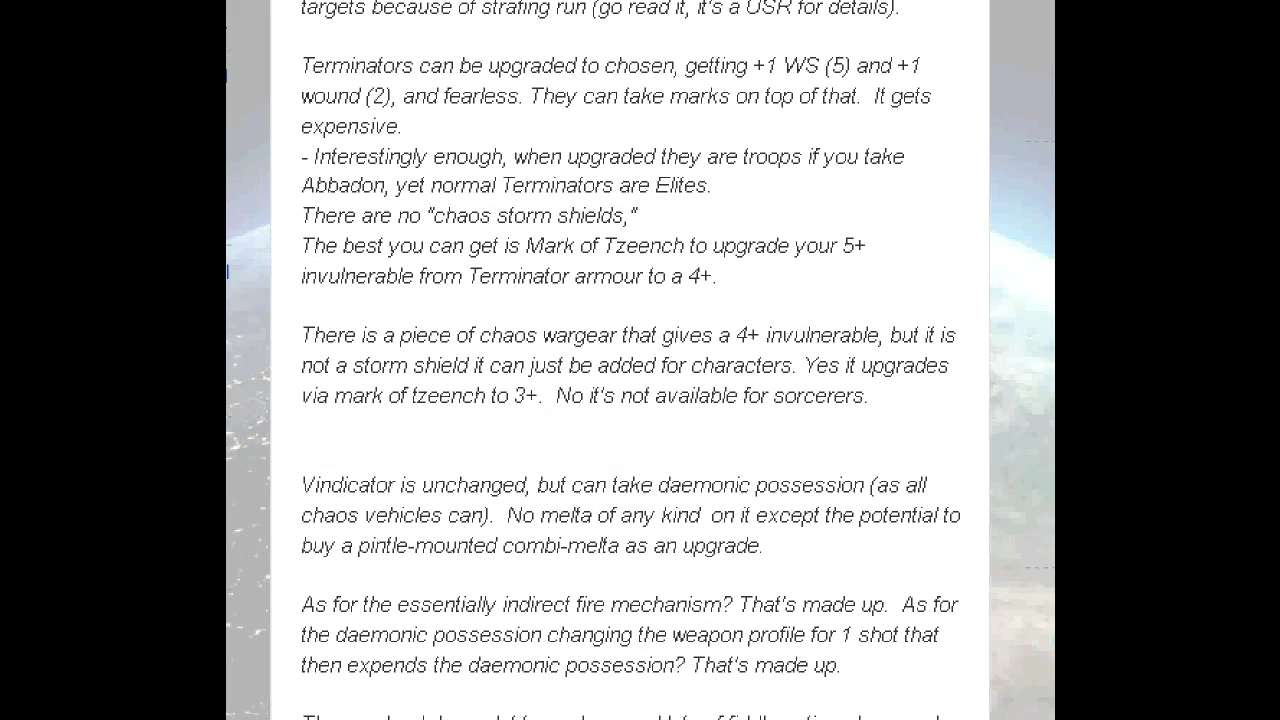 targets because of strafing run (go read it, it's a USR for details).
Terminators can be upgraded to chosen, getting +1 WS (5) and +1
wound (2), and fearless. They can take marks on top of that.  It gets
expensive.
- Interestingly enough, when upgraded they are troops if you take
Abbadon, yet normal Terminators are Elites.
There are no "chaos storm shields,"
The best you can get is Mark of Tzeench to upgrade your 5+
invulnerable from Terminator armour to a 4+.
There is a piece of chaos wargear that gives a 4+ invulnerable, but it is
not a storm shield it can just be added for characters. Yes it upgrades
via mark of tzeench to 3+.  No it's not available for sorcerers.
Vindicator is unchanged, but can take daemonic possession (as all
chaos vehicles can).  No melta of any kind  on it except the potential to
buy a pintle-mounted combi-melta as an upgrade.
As for the essentially indirect fire mechanism? That's made up.  As for
the daemonic possession changing the weapon profile for 1 shot that
then expends the daemonic possession? That's made up.